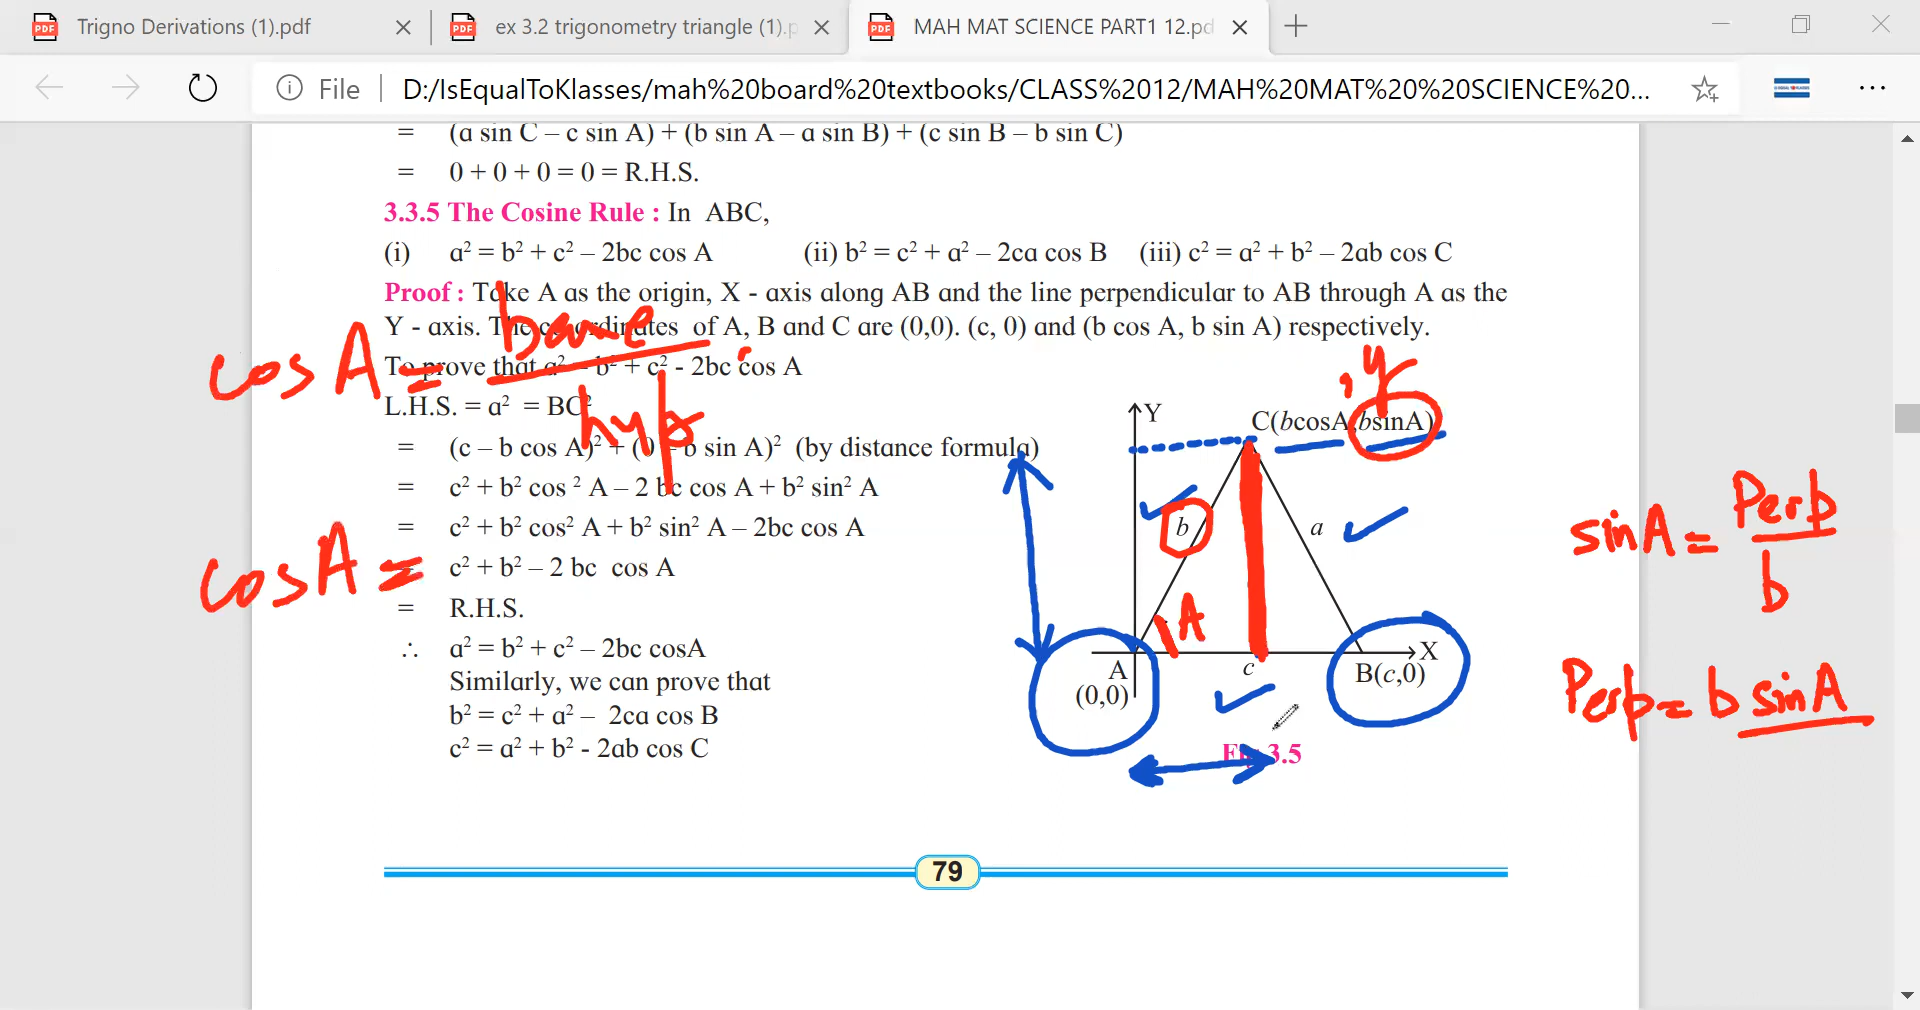 Trigno Derivations (1).pdf
ex 3.2 trigonometry triangle (1).p
MAH MAT SCIENCE PART1 12.pd
File
D:/IsEqualToKlasses/mah%20board%20textbooks/CLASS%2012/MAH%20MAT%20%20SCIENCE%20...
= (a sin C – c sin A) + (b sin A – a sin B) + (c sin B – b sin C)
= 0 + 0 + 0 = 0 = R.H.S.
3.3.5 The Cosine Rule : In ABC,
(i) a² = b² + c² – 2bc cos A (ii) b² = c² + a² – 2ca cos B (iii) c² = a² + b² – 2ab cos C
Proof : Take A as the origin, X - axis along AB and the line perpendicular to AB through A as the
Y - axis. The coordinates of A, B and C are (0,0). (c, 0) and (b cos A, b sin A) respectively.
To prove that a² = b² + c² - 2bc cos A
L.H.S. = a² = BC²
= (c – b cos A)² + (0 – b sin A)² (by distance formula)
= c² + b² cos ² A – 2 bc cos A + b² sin² A
= c² + b² cos² A + b² sin² A – 2bc cos A
= c² + b² – 2 bc cos A
= R.H.S.
∴ a² = b² + c² – 2bc cosA
Similarly, we can prove that
b² = c² + a² – 2ca cos B
c² = a² + b² - 2ab cos C
cos A =
hyp
cos A =
, y
Y
C(bcosA,bsinA)
b
a
A
X
A
c
B(c,0)
(0,0)
Fig 3.5
sinA = Perp
b
Perp = b sinA
79